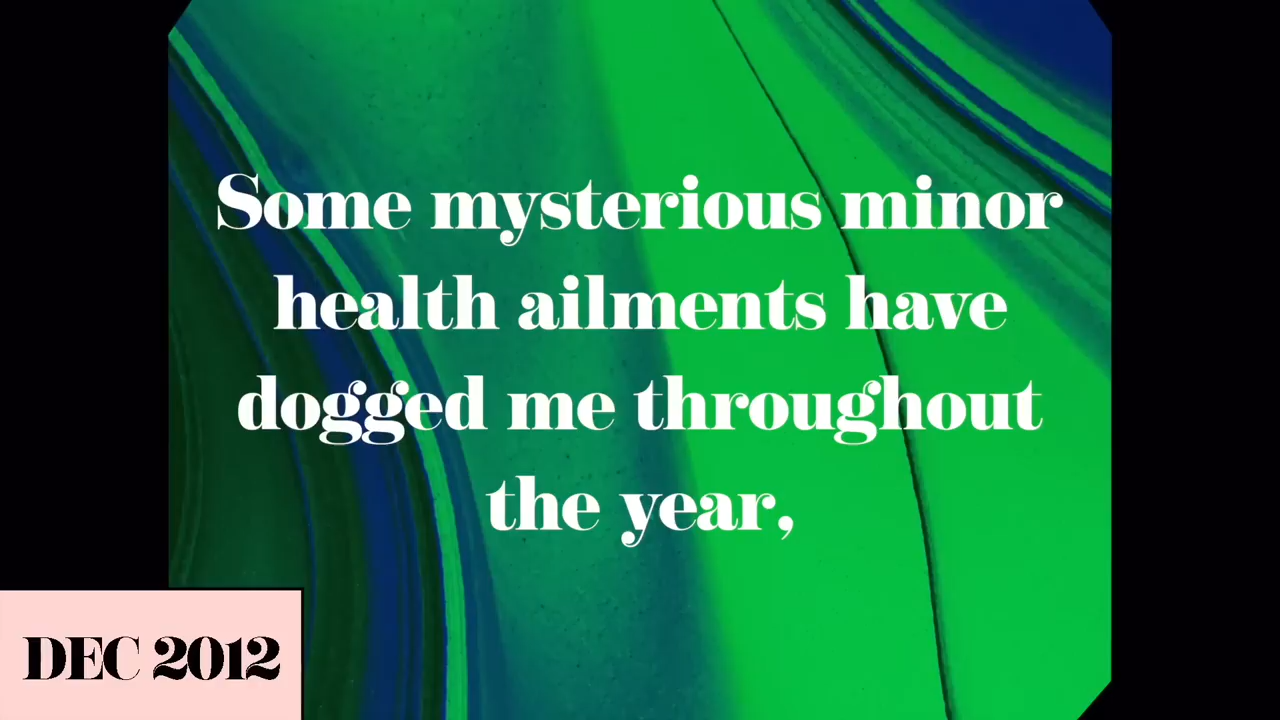 Some mysterious minor
health ailments have
dogged me throughout
the year,
DEC 2012